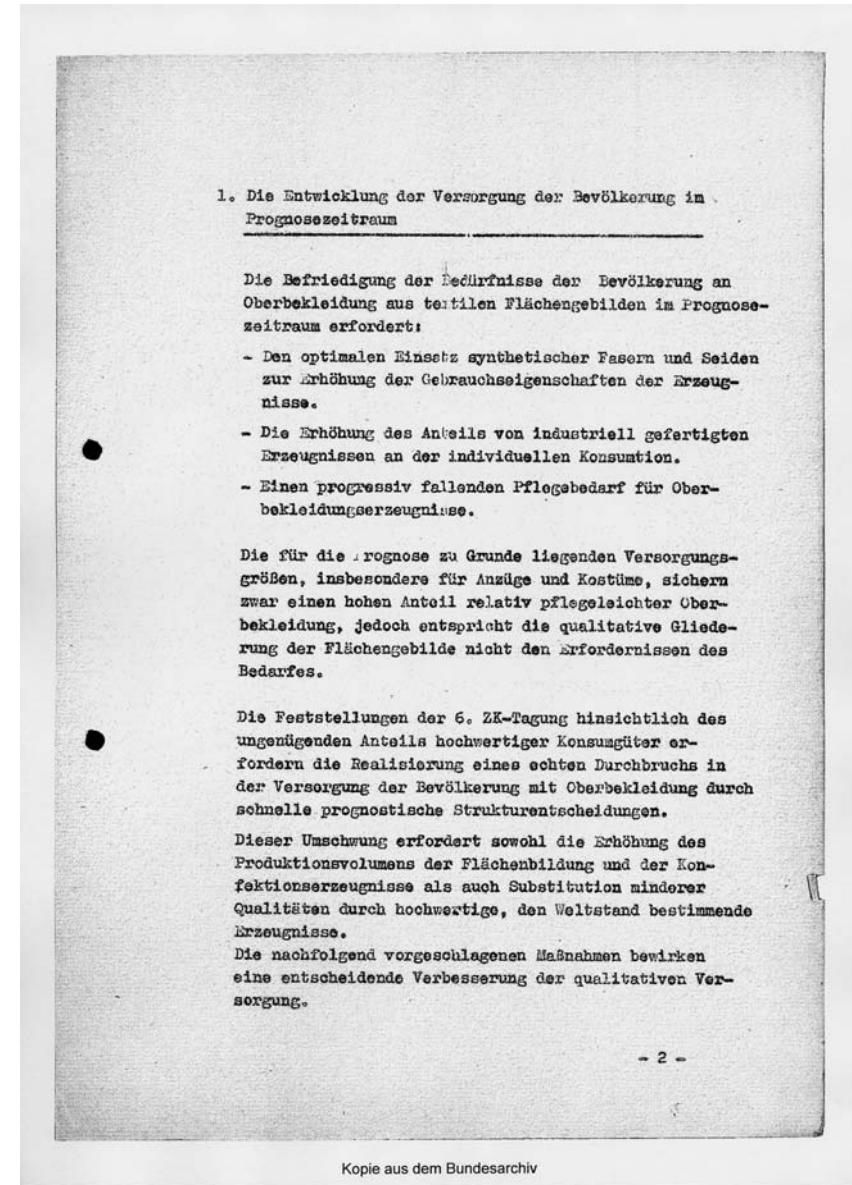 1. Die Entwicklung der Versorgung der Bevölkerung im
Prognosezeitraum
Die Befriedigung der Bedürfnisse der Bevölkerung an
Oberbekleidung aus textilen Flächengebilden im Prognose-
zeitraum erfordert:
- Den optimalen Einsatz synthetischer Fasern und Seiden
zur Erhöhung der Gebrauchseigenschaften der Erzeug-
nisse.
- Die Erhöhung des Anteils von industriell gefertigten
Erzeugnissen an der individuellen Konsumtion.
- Einen progressiv fallenden Pflegebedarf für Ober-
bekleidungserzeugnisse.
Die für die Prognose zu Grunde liegenden Versorgungs-
größen, insbesondere für Anzüge und Kostüme, sichern
zwar einen hohen Anteil relativ pflegeleichter Ober-
bekleidung, jedoch entspricht die qualitative Gliede-
rung der Flächengebilde nicht den Erfordernissen des
Bedarfes.
Die Feststellungen der 6. ZK-Tagung hinsichtlich des
ungenügenden Anteils hochwertiger Konsumgüter er-
fordern die Realisierung eines echten Durchbruchs in
der Versorgung der Bevölkerung mit Oberbekleidung durch
schnelle prognostische Strukturentscheidungen.
Dieser Umschwung erfordert sowohl die Erhöhung des
Produktionsvolumens der Flächenbildung und der Kon-
fektionserzeugnisse als auch Substitution minderer
Qualitäten durch hochwertige, den Weltstand bestimmende
Erzeugnisse.
Die nachfolgend vorgeschlagenen Maßnahmen bewirken
eine entscheidende Verbesserung der qualitativen Ver-
sorgung.
- 2 -
Kopie aus dem Bundesarchiv